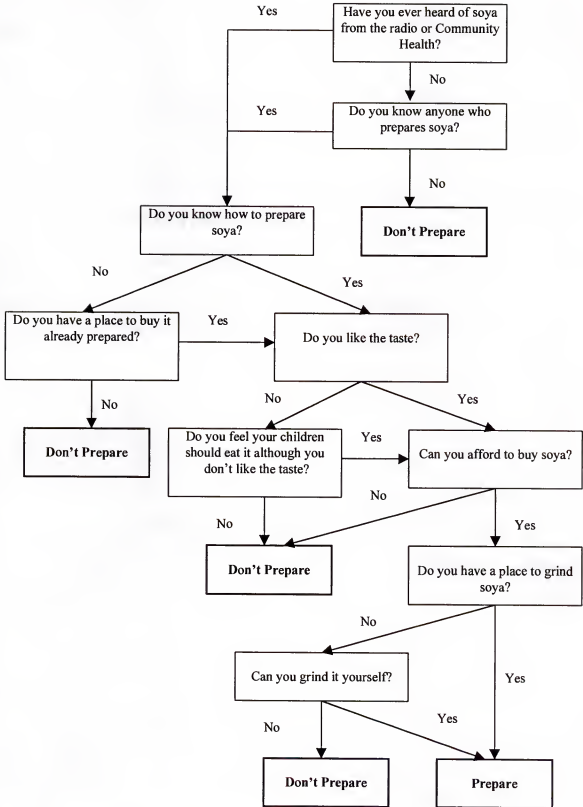 Yes
Have you ever heard of soya
from the radio or Community
Health?
No
Yes
Do you know anyone who
prepares soya?
No
Do you know how to prepare
soya?
Don't Prepare
No
Yes
Do you have a place to buy it
already prepared?
Yes
Do you like the taste?
No
No
Yes
Don't Prepare
Do you feel your children
should eat it although you
don't like the taste?
Yes
Can you afford to buy soya?
No
No
Yes
Don't Prepare
Do you have a place to grind
soya?
No
Can you grind it yourself?
Yes
No
Yes
Don't Prepare
Prepare